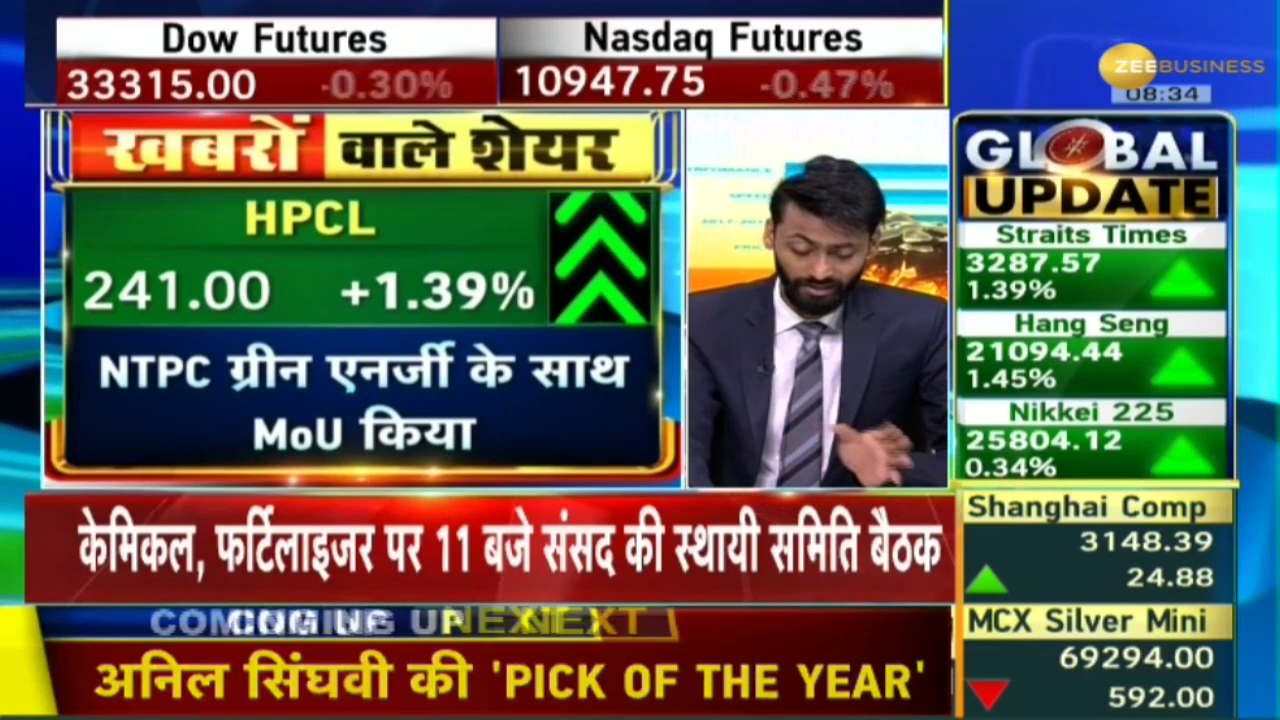 Dow Futures
33315.00 -0.30%
Nasdaq Futures
10947.75 -0.47%
ZEEBUSINESS
08:34
खबरों वाले शेयर
HPCL
241.00 +1.39%
NTPC ग्रीन एनर्जी के साथ
MoU किया
GLOBAL
UPDATE
Straits Times
3287.57
1.39%
Hang Seng
21094.44
1.45%
Nikkei 225
25804.12
0.34%
Shanghai Comp
3148.39
24.88
MCX Silver Mini
69294.00
592.00
केमिकल, फर्टिलाइजर पर 11 बजे संसद की स्थायी समिति बैठक
अनिल सिंघवी की 'PICK OF THE YEAR'